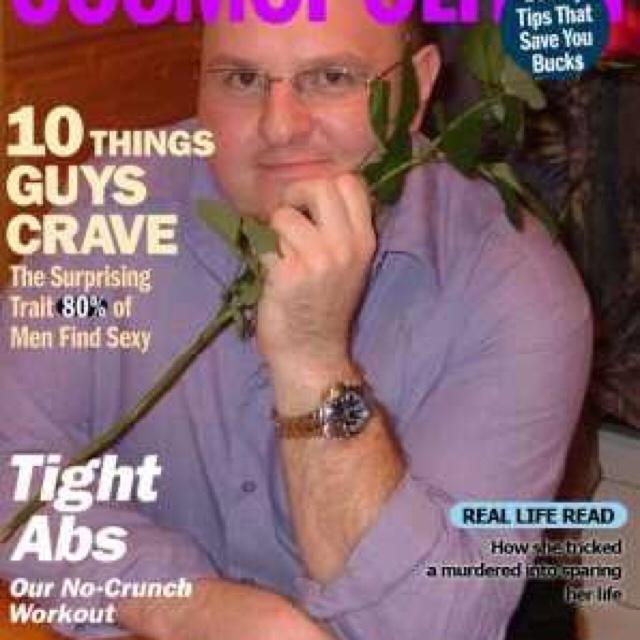 COSMOPOLITAN
Tips That
Save You
Bucks
10 THINGS
GUYS
CRAVE
The Surprising
Trait 80% of
Men Find Sexy
Tight
Abs
Our No-Crunch
Workout
REAL LIFE READ
How she tricked
a murdered into sparing
her life